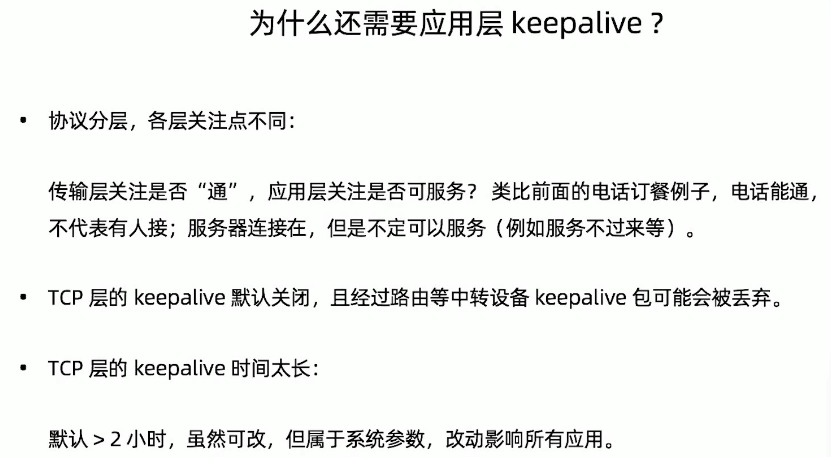 为什么还需要应用层 keepalive？
• 协议分层，各层关注点不同：
传输层关注是否“通”，应用层关注是否可服务？ 类比前面的电话订餐例子，电话能通，
不代表有人接；服务器连接在，但是不定可以服务（例如服务不过来等）。
• TCP 层的 keepalive 默认关闭，且经过路由等中转设备 keepalive 包可能会被丢弃。
• TCP 层的 keepalive 时间太长：
默认 > 2 小时，虽然可改，但属于系统参数，改动影响所有应用。